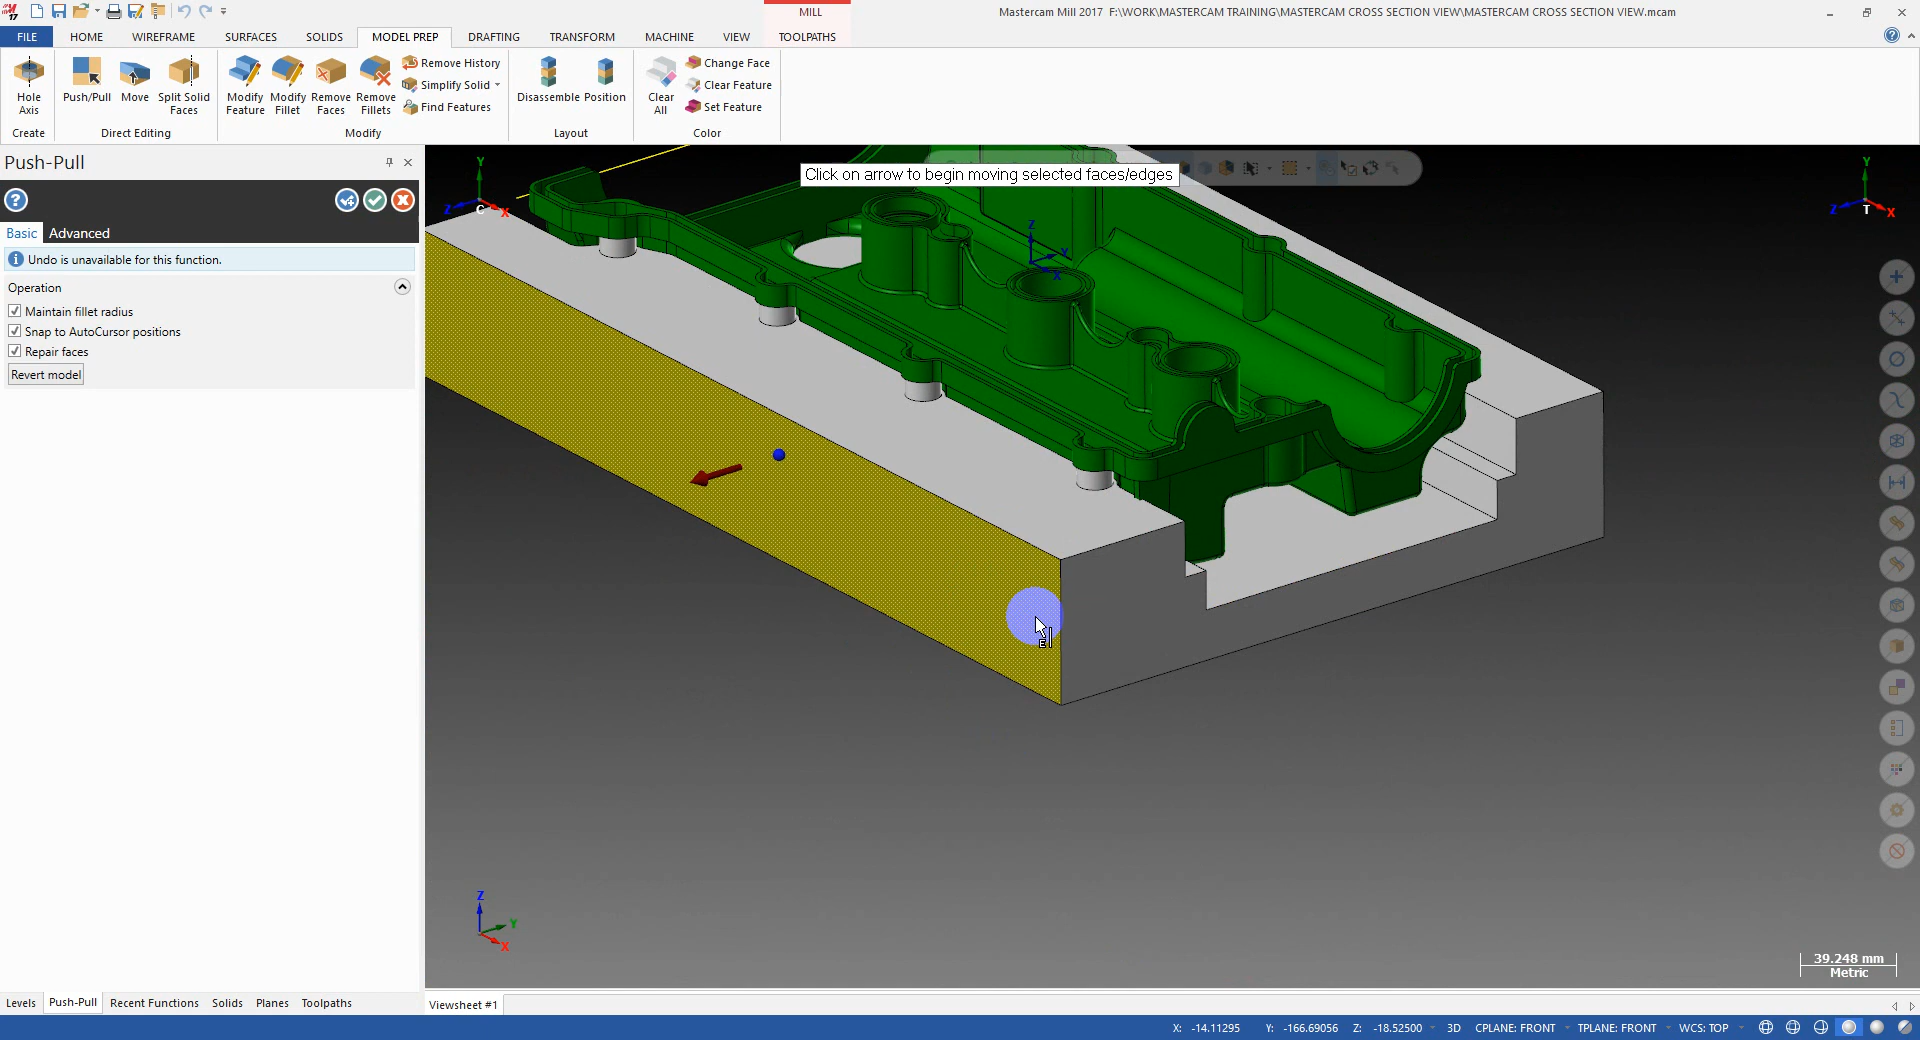 MILL
Mastercam Mill 2017  F:\WORK\MASTERCAM TRAINING\MASTERCAM CROSS SECTION VIEW\MASTERCAM CROSS SECTION VIEW.mcam
FILE HOME WIREFRAME SURFACES SOLIDS MODEL PREP DRAFTING TRANSFORM MACHINE VIEW TOOLPATHS
Hole Axis
Push/Pull
Move
Split Solid Faces
Modify Feature
Modify Fillet
Remove Faces
Remove Fillets
Remove History
Simplify Solid
Find Features
Disassemble
Position
Clear All
Change Face
Clear Feature
Set Feature
Create
Direct Editing
Modify
Layout
Color
Push-Pull
Basic Advanced
Undo is unavailable for this function.
Operation
Maintain fillet radius
Snap to AutoCursor positions
Repair faces
Revert model
Click on arrow to begin moving selected faces/edges
Y
Z C X
Z
Y
X
Y
Z T X
Z
Y
X
39.248 mm
Metric
Levels Push-Pull Recent Functions Solids Planes Toolpaths
Viewsheet #1
X: -14.11295 Y: -166.69056 Z: -18.52500 3D CPLANE: FRONT TPLANE: FRONT WCS: TOP